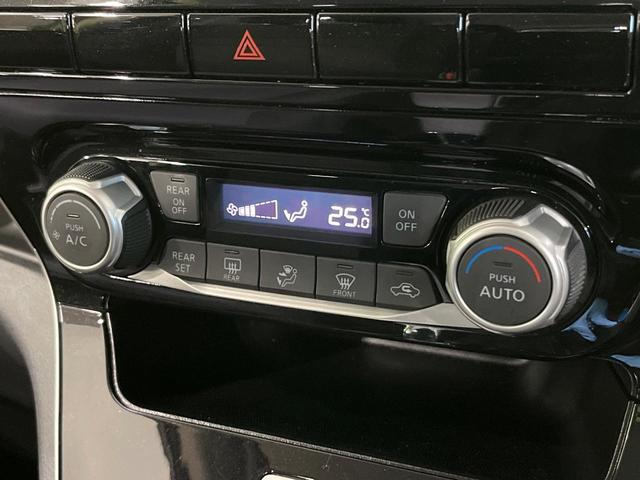 REAR
ON
OFF
25.0°C
ON
OFF
PUSH
A/C
REAR
SET
REAR
FRONT
PUSH
AUTO